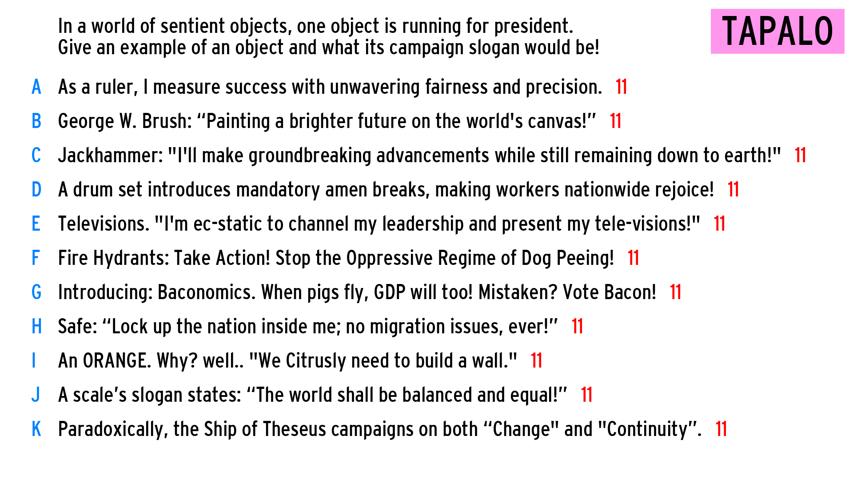 In a world of sentient objects, one object is running for president.
Give an example of an object and what its campaign slogan would be!
TAPALO
A As a ruler, I measure success with unwavering fairness and precision. 11
B George W. Brush: “Painting a brighter future on the world's canvas!” 11
C Jackhammer: "I'll make groundbreaking advancements while still remaining down to earth!" 11
D A drum set introduces mandatory amen breaks, making workers nationwide rejoice! 11
E Televisions. "I'm ec-static to channel my leadership and present my tele-visions!" 11
F Fire Hydrants: Take Action! Stop the Oppressive Regime of Dog Peeing! 11
G Introducing: Baconomics. When pigs fly, GDP will too! Mistaken? Vote Bacon! 11
H Safe: “Lock up the nation inside me; no migration issues, ever!” 11
I An ORANGE. Why? well.. "We Citrusly need to build a wall." 11
J A scale’s slogan states: “The world shall be balanced and equal!” 11
K Paradoxically, the Ship of Theseus campaigns on both “Change" and "Continuity”. 11